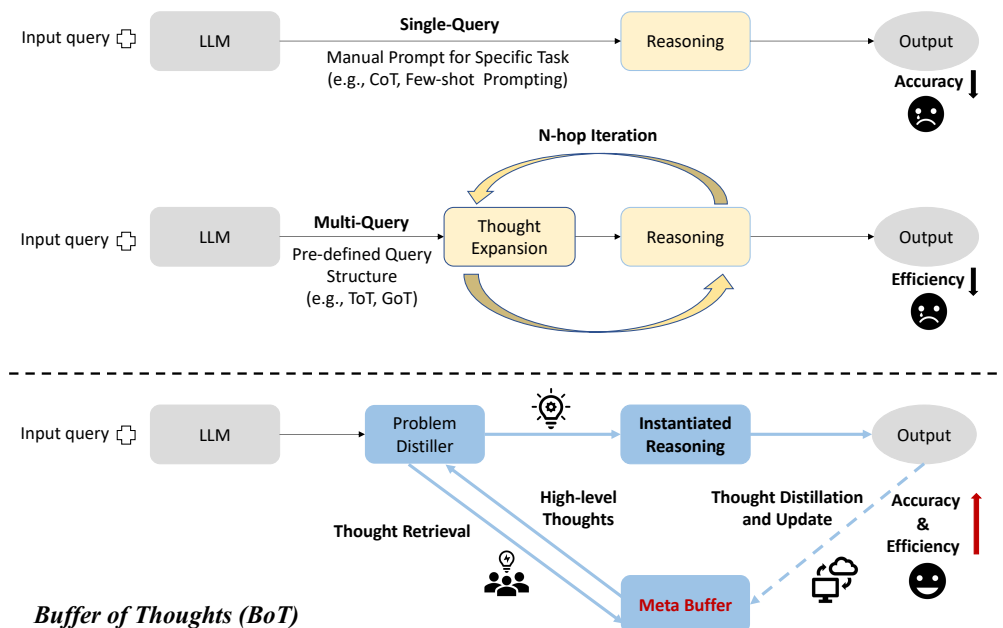 Input query
LLM
Single-Query
Manual Prompt for Specific Task
(e.g., CoT, Few-shot Prompting)
Reasoning
Output
Accuracy
N-hop Iteration
Input query
LLM
Multi-Query
Pre-defined Query
Structure
(e.g., ToT, GoT)
Thought
Expansion
Reasoning
Output
Efficiency
Input query
LLM
Problem
Distiller
Instantiated
Reasoning
Output
Thought Retrieval
High-level
Thoughts
Thought Distillation
and Update
Accuracy
&
Efficiency
Meta Buffer
Buffer of Thoughts (BoT)